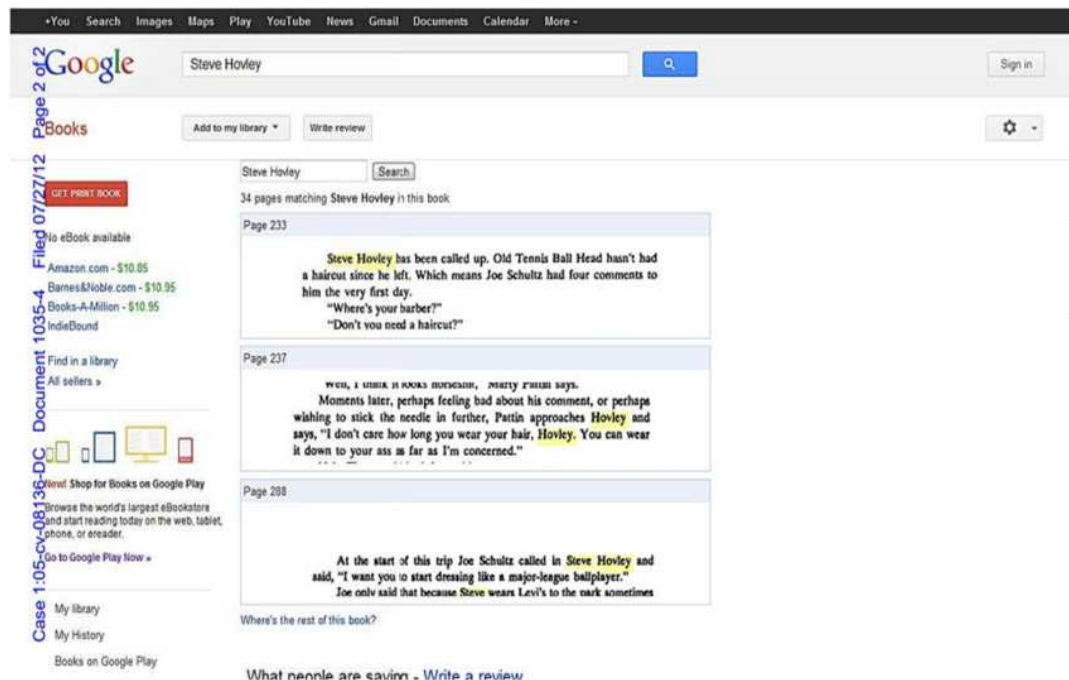 +You Search Images Maps Play YouTube News Gmail Documents Calendar More -
Google
Steve Hovley
Sign in
Books
Add to my library
Write review
Case 1:05-cv-08136-DC Document 1035-4 Filed 07/27/12 Page 2 of 2
GET PRINT BOOK
No eBook available
Amazon.com - $10.85
Barnes&Noble.com - $10.95
Books-A-Million - $10.95
IndieBound
Find in a library
All sellers »
New! Shop for Books on Google Play
Browse the world's largest eBookstore
and start reading today on the web, tablet,
phone, or ereader.
Go to Google Play Now »
My library
My History
Books on Google Play
Steve Hovley
Search
34 pages matching Steve Hovley in this book
Page 233
Steve Hovley has been called up. Old Tennis Ball Head hasn't had
a haircut since he left. Which means Joe Schultz had four comments to
him the very first day.
"Where's your barber?"
"Don't you need a haircut?"
Page 237
Well, I think it looks horseshit," Marty Pattin says.
Moments later, perhaps feeling bad about his comment, or perhaps
wishing to stick the needle in further, Pattin approaches Hovley and
says, "I don't care how long you wear your hair, Hovley. You can wear
it down to your ass as far as I'm concerned."
Page 288
At the start of this trip Joe Schultz called in Steve Hovley and
said, "I want you to start dressing like a major-league ballplayer."
Joe only said that because Steve wears Levi's to the park sometimes
Where's the rest of this book?
What people are saying - Write a review